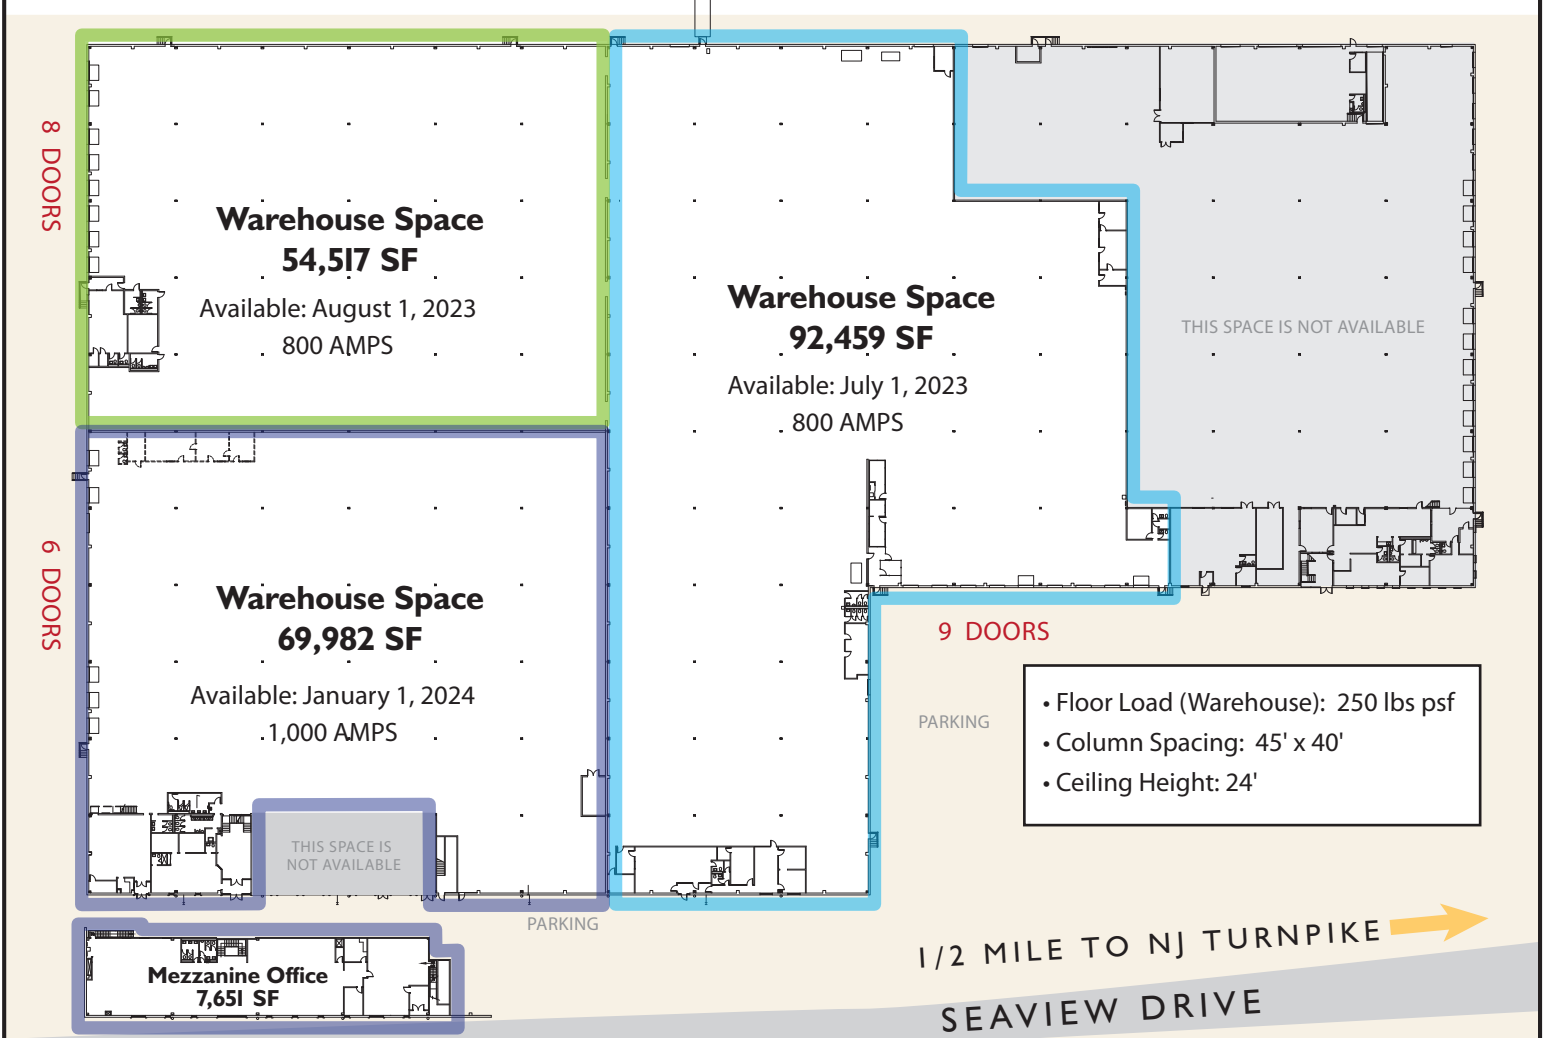 8 DOORS
Warehouse Space
54,517 SF
Available: August 1, 2023
800 AMPS
Warehouse Space
92,459 SF
Available: July 1, 2023
800 AMPS
THIS SPACE IS NOT AVAILABLE
6 DOORS
Warehouse Space
69,982 SF
Available: January 1, 2024
1,000 AMPS
THIS SPACE IS
NOT AVAILABLE
9 DOORS
PARKING
• Floor Load (Warehouse): 250 lbs psf
• Column Spacing: 45' x 40'
• Ceiling Height: 24'
PARKING
Mezzanine Office
7,651 SF
1/2 MILE TO NJ TURNPIKE
SEAVIEW DRIVE